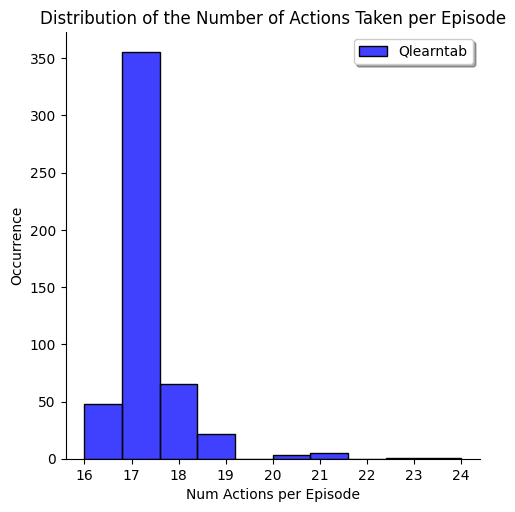 Distribution of the Number of Actions Taken per Episode
Qlearntab
Occurrence
350
300
250
200
150
100
50
0
16 17 18 19 20 21 22 23 24
Num Actions per Episode